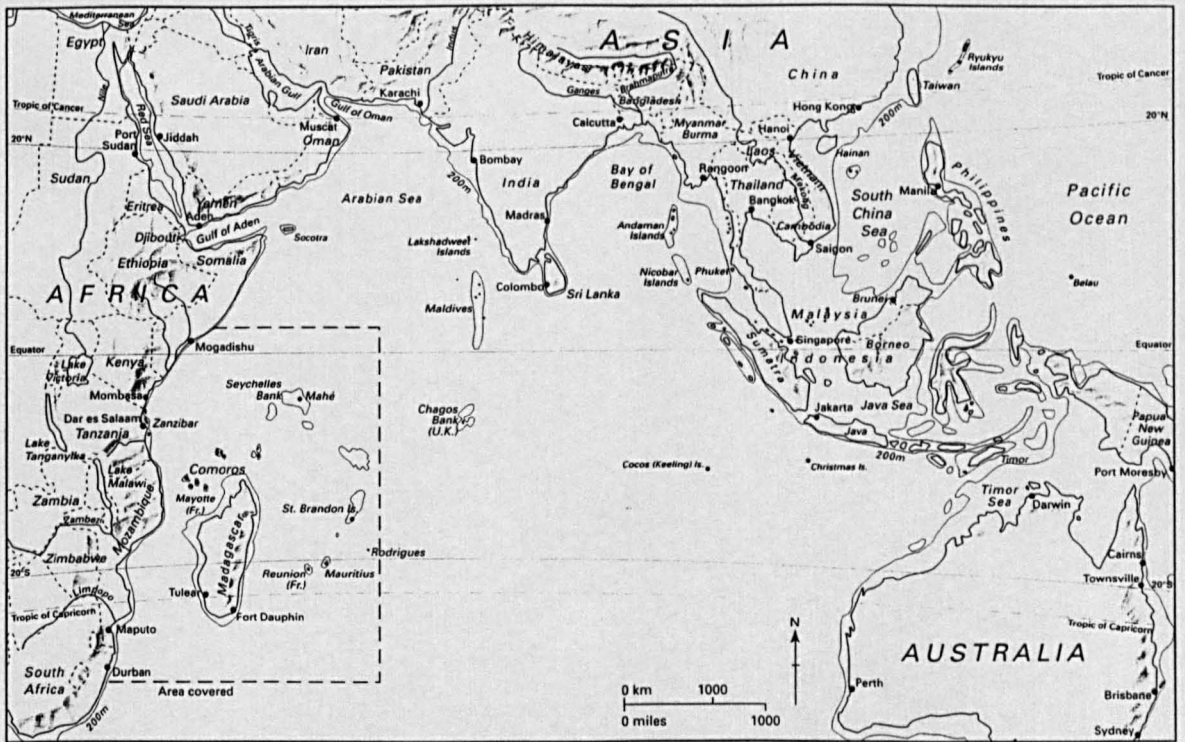 Mediterranean
Sea
Egypt
Nile
Red Sea
Tigris
Iran
Arabian Gulf
Gulf of Oman
Pakistan
Karachi
Indus
Himalayas
ASIA
China
Ganges
Brahmaputra
Bangladesh
Calcutta
Myanmar
Burma
Hanoi
Laos
Vietnam
Mekong
Hong Kong
Hainan
200m
Taiwan
Ryukyu
Islands
Tropic of Cancer
Tropic of Cancer
20°N
20°N
Saudi Arabia
Jiddah
Port
Sudan
Sudan
Muscat
Oman
Yemen
Aden
Gulf of Aden
Eritrea
Djibouti
Ethiopia
Somalia
Socotra
Arabian Sea
Bombay
200m
India
Madras
Lakshadweep
Islands
Colombo
Sri Lanka
Maldives
Bay of
Bengal
Andaman
Islands
Nicobar
Islands
Rangoon
Thailand
Bangkok
Cambodia
Saigon
Phuket
South
China
Sea
Manila
Philippines
Pacific
Ocean
Belau
AFRICA
Brunei
Malaysia
Singapore
Borneo
Indonesia
Sumatra
Equator
Equator
Mogadishu
Kenya
Lake
Victoria
Mombasa
Dar es Salaam
Zanzibar
Tanzania
Lake
Tanganyika
Lake
Malawi
Seychelles
Bank
Mahé
Chagos
Bank
(U.K.)
Jakarta
Java Sea
Java
200m
Timor
Papua
New
Guinea
Port Moresby
Cocos (Keeling) Is.
Christmas Is.
Comoros
Mayotte
(Fr.)
Zambia
Zambezi
Mozambique
Zimbabwe
St. Brandon Is.
Rodrigues
Reunion
(Fr.)
Mauritius
Madagascar
Tulear
Fort Dauphin
20°S
20°S
Limpopo
Tropic of Capricorn
Tropic of Capricorn
Maputo
South
Africa
Durban
200m
Area covered
Timor
Sea
Darwin
Cairns
Townsville
AUSTRALIA
Perth
Brisbane
Sydney
N
0 km 1000
0 miles 1000